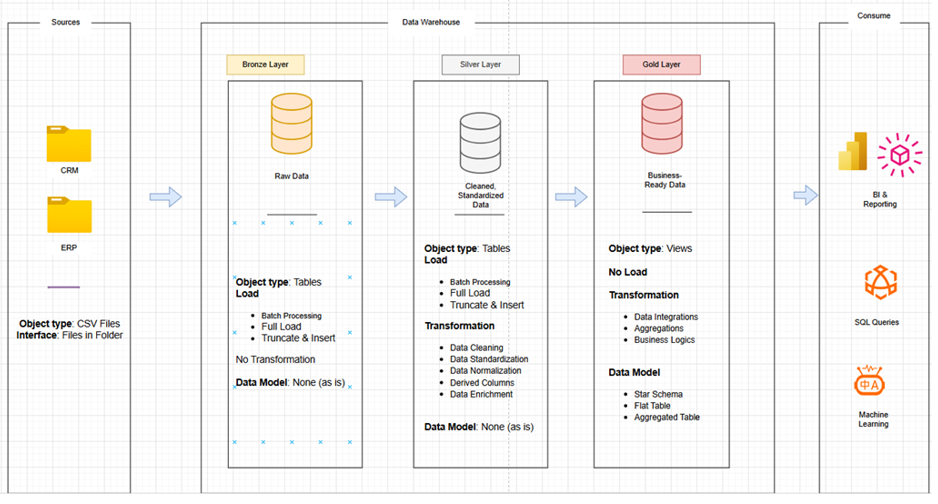 Sources
CRM
ERP
Object type: CSV Files
Interface: Files in Folder
Data Warehouse
Bronze Layer
Raw Data
Object type: Tables
Load
Batch Processing
Full Load
Truncate & Insert
No Transformation
Data Model: None (as is)
Silver Layer
Cleaned,
Standardized
Data
Object type: Tables
Load
Batch Processing
Full Load
Truncate & Insert
Transformation
Data Cleaning
Data Standardization
Data Normalization
Derived Columns
Data Enrichment
Data Model: None (as is)
Gold Layer
Business-
Ready Data
Object type: Views
No Load
Transformation
Data Integrations
Aggregations
Business Logics
Data Model
Star Schema
Flat Table
Aggregated Table
Consume
BI &
Reporting
SQL Queries
中A
Machine
Learning